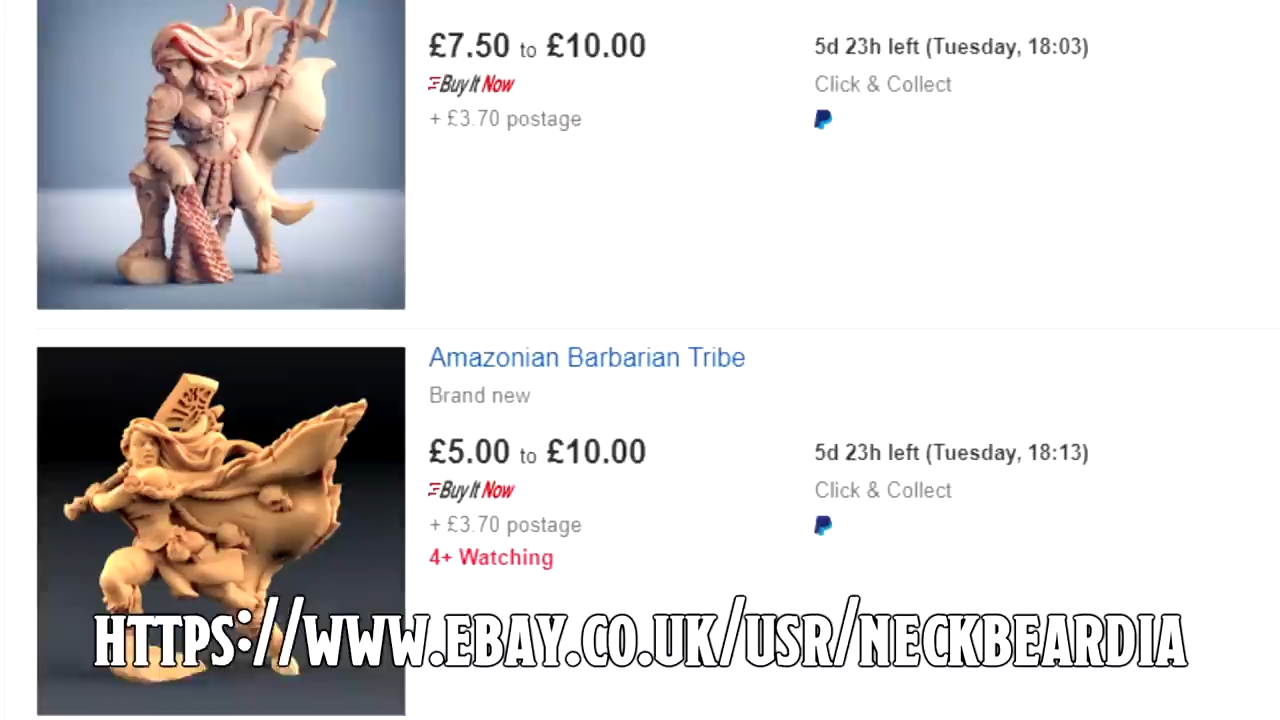 £7.50 to £10.00
Buy It Now
+ £3.70 postage
5d 23h left (Tuesday, 18:03)
Click & Collect
Amazonian Barbarian Tribe
Brand new
£5.00 to £10.00
Buy It Now
+ £3.70 postage
4+ Watching
5d 23h left (Tuesday, 18:13)
Click & Collect
HTTPS://WWW.EBAY.CO.UK/USR/NECKBEARDIA